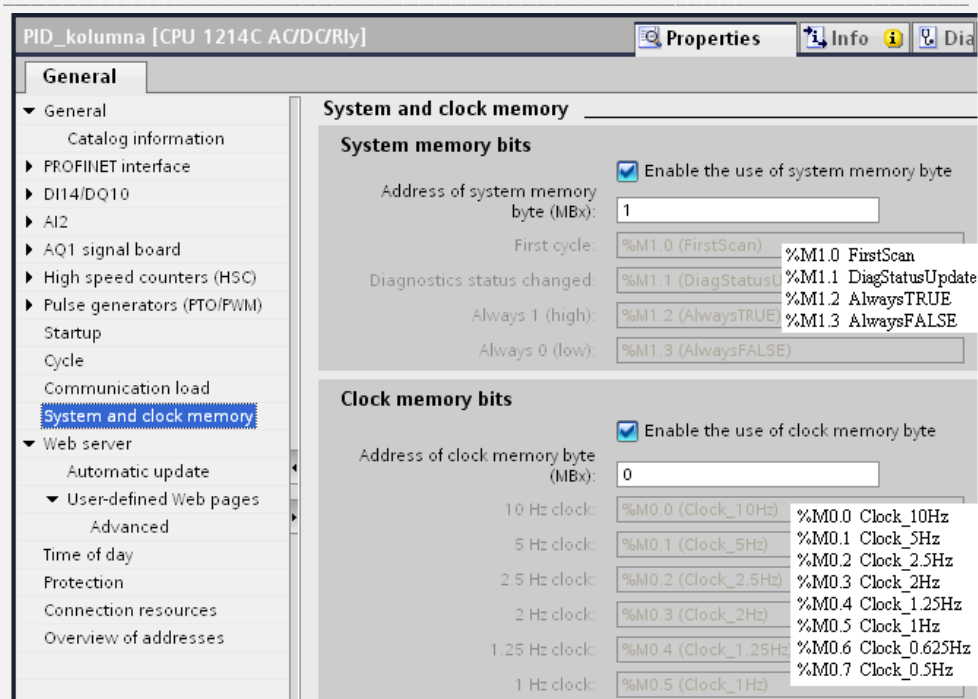 PID_kolumna [CPU 1214C AC/DC/Rly]
Properties
Info
Dia
General
General
Catalog information
PROFINET interface
DI14/DQ10
AI2
AQ1 signal board
High speed counters (HSC)
Pulse generators (PTO/PWM)
Startup
Cycle
Communication load
System and clock memory
Web server
Automatic update
User-defined Web pages
Advanced
Time of day
Protection
Connection resources
Overview of addresses
System and clock memory
System memory bits
Enable the use of system memory byte
Address of system memory
byte (MBx):
1
First cycle:
%M1.0 (FirstScan)
Diagnostics status changed:
%M1.1 (DiagStatusU
Always 1 (high):
%M1.2 (AlwaysTRUE)
Always 0 (low):
%M1.3 (AlwaysFALSE)
%M1.0 FirstScan
%M1.1 DiagStatusUpdate
%M1.2 AlwaysTRUE
%M1.3 AlwaysFALSE
Clock memory bits
Enable the use of clock memory byte
Address of clock memory byte
(MBx):
0
10 Hz clock:
%M0.0 (Clock_10Hz)
5 Hz clock:
%M0.1 (Clock_5Hz)
2.5 Hz clock:
%M0.2 (Clock_2.5Hz)
2 Hz clock:
%M0.3 (Clock_2Hz)
1.25 Hz clock:
%M0.4 (Clock_1.25Hz
1 Hz clock:
%M0.5 (Clock_1Hz)
%M0.0 Clock_10Hz
%M0.1 Clock_5Hz
%M0.2 Clock_2.5Hz
%M0.3 Clock_2Hz
%M0.4 Clock_1.25Hz
%M0.5 Clock_1Hz
%M0.6 Clock_0.625Hz
%M0.7 Clock_0.5Hz